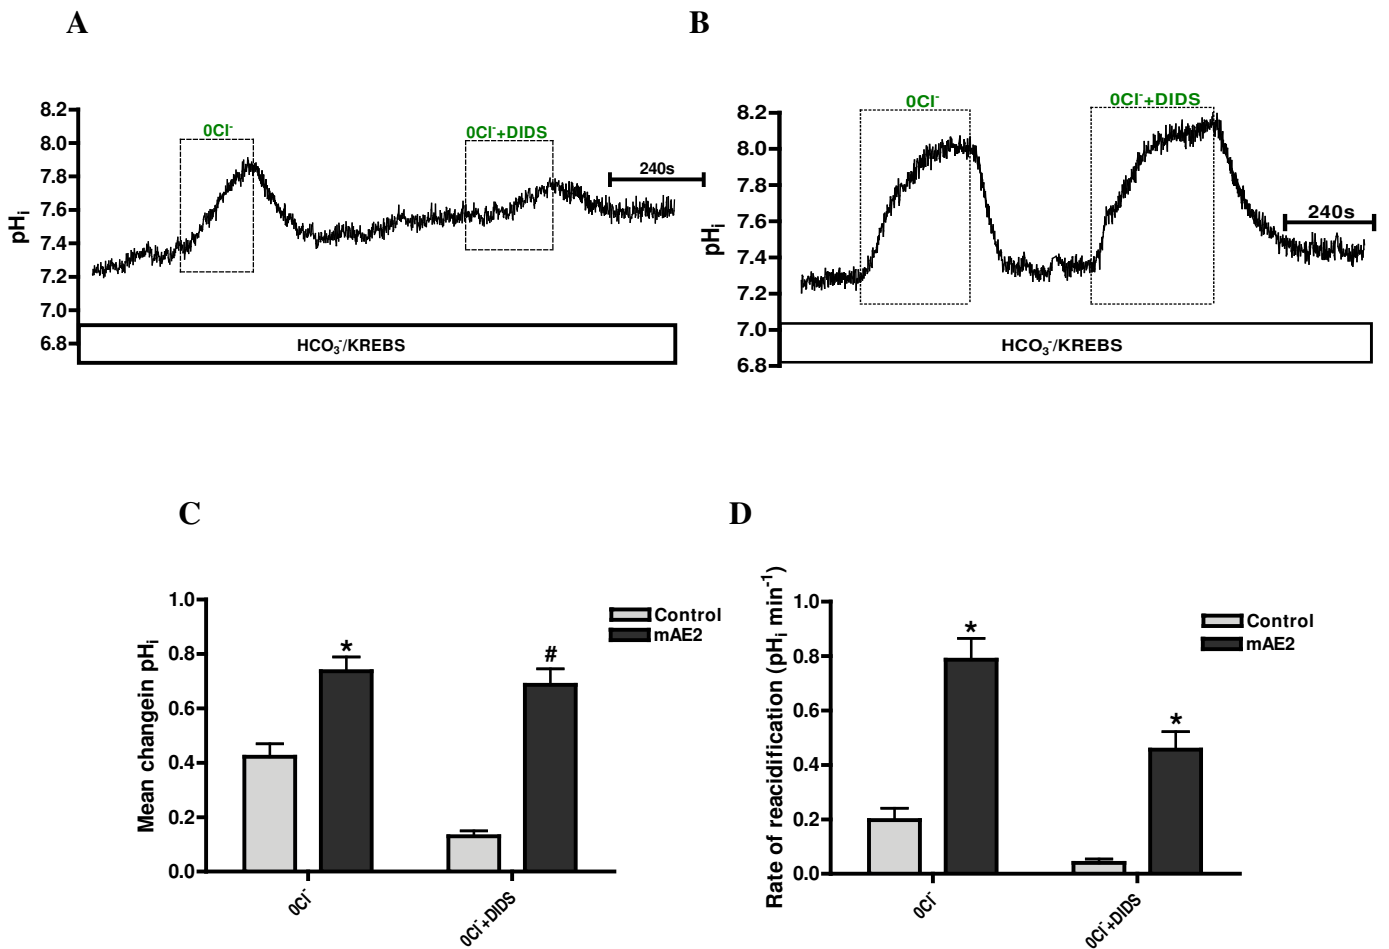 A
B
8.2
8.0
7.8
7.6
7.4
7.2
7.0
6.8
pHi
0Cl-
0Cl-+DIDS
240s
HCO3-/KREBS
8.2
8.0
7.8
7.6
7.4
7.2
7.0
6.8
pHi
0Cl-
0Cl-+DIDS
240s
HCO3-/KREBS
C
D
1.0
0.8
0.6
0.4
0.2
0.0
Mean changein pHi
*
#
Control
mAE2
0Cl-
0Cl-+DIDS
1.0
0.8
0.6
0.4
0.2
0.0
Rate of reacidification (pHi min-1)
*
*
Control
mAE2
0Cl-
0Cl-+DIDS